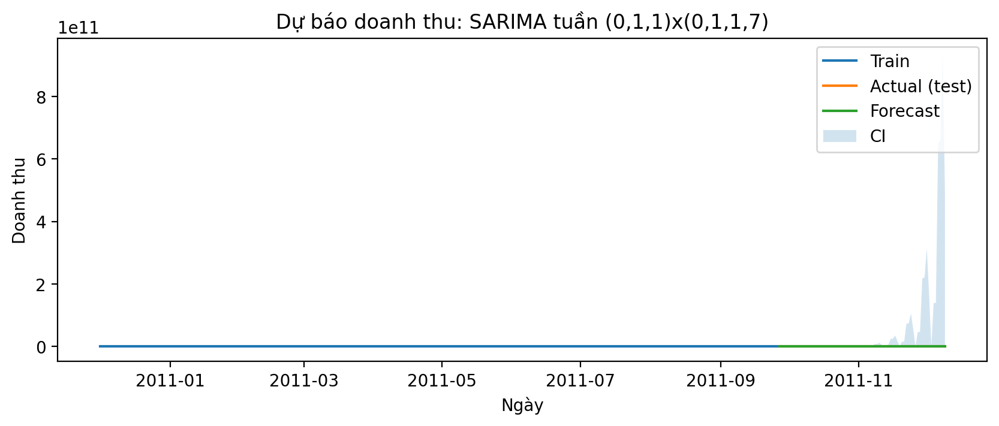 Dự báo doanh thu: SARIMA tuần (0,1,1)x(0,1,1,7)
1e11
8
6
4
2
0
Doanh thu
Train
Actual (test)
Forecast
CI
2011-01 2011-03 2011-05 2011-07 2011-09 2011-11
Ngày